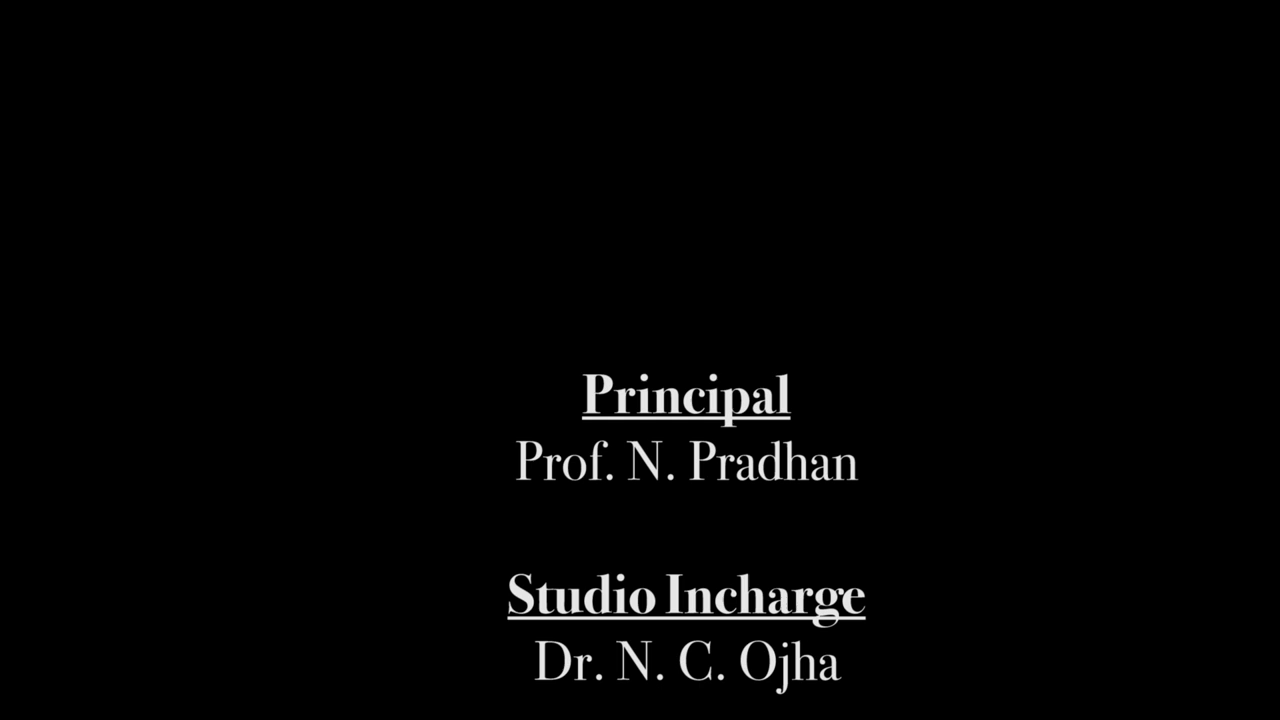 Principal
Prof. N. Pradhan
Studio Incharge
Dr. N. C. Ojha